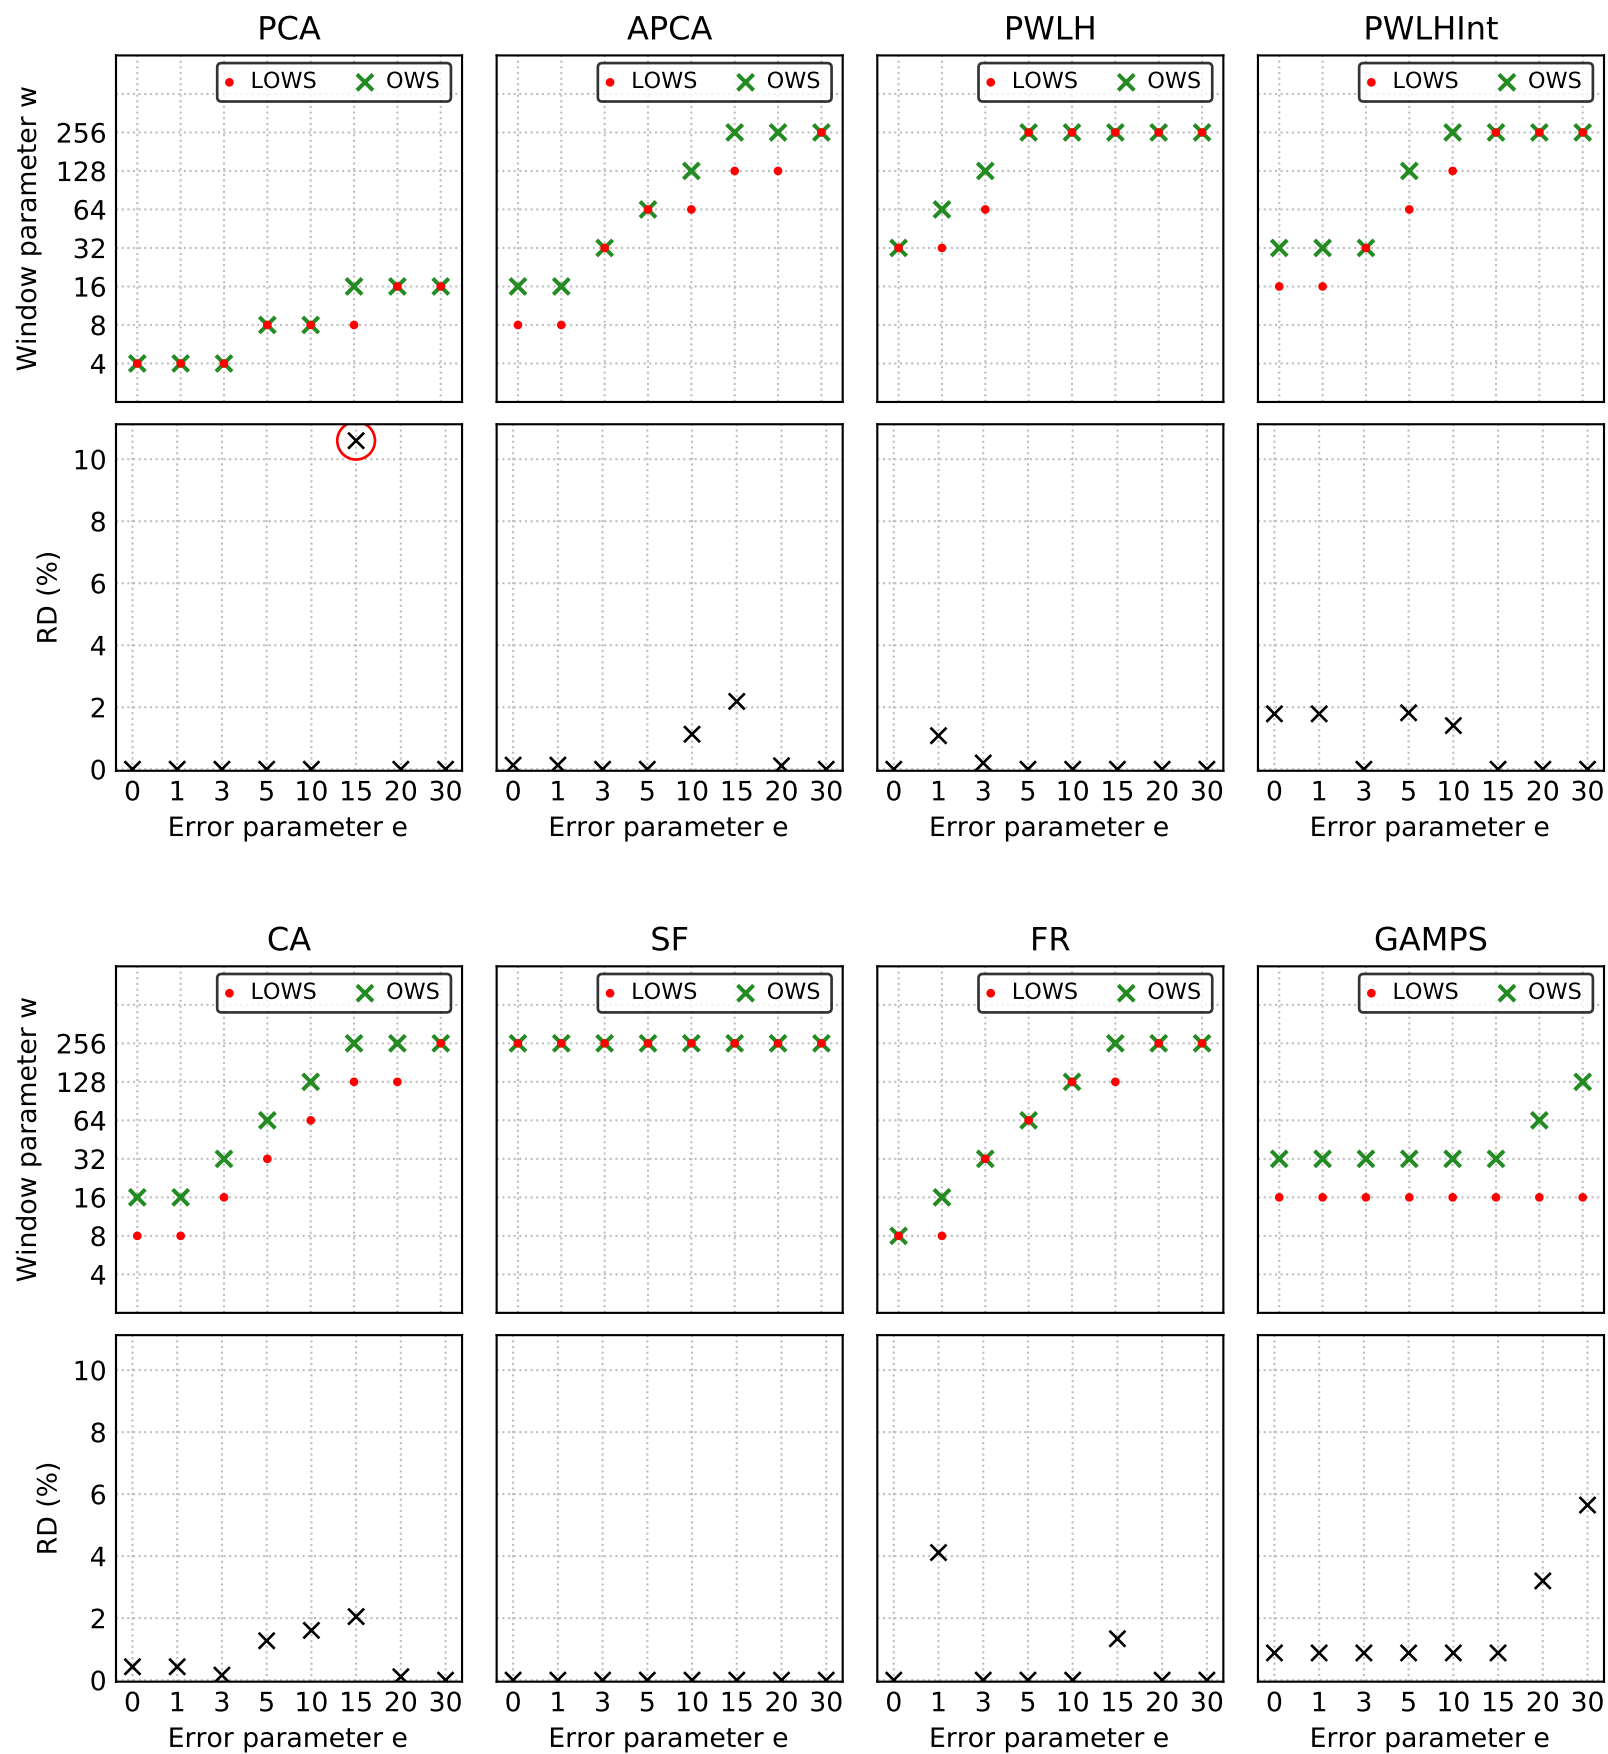 PCA APCA PWLH PWLHInt
LOWS OWS LOWS OWS LOWS OWS LOWS OWS
Window parameter w
256
128
64
32
16
8
4
RD (%)
10
8
6
4
2
0
0 1 3 5 10 15 20 30 0 1 3 5 10 15 20 30 0 1 3 5 10 15 20 30 0 1 3 5 10 15 20 30
Error parameter e Error parameter e Error parameter e Error parameter e
CA SF FR GAMPS
LOWS OWS LOWS OWS LOWS OWS LOWS OWS
Window parameter w
256
128
64
32
16
8
4
RD (%)
10
8
6
4
2
0
0 1 3 5 10 15 20 30 0 1 3 5 10 15 20 30 0 1 3 5 10 15 20 30 0 1 3 5 10 15 20 30
Error parameter e Error parameter e Error parameter e Error parameter e